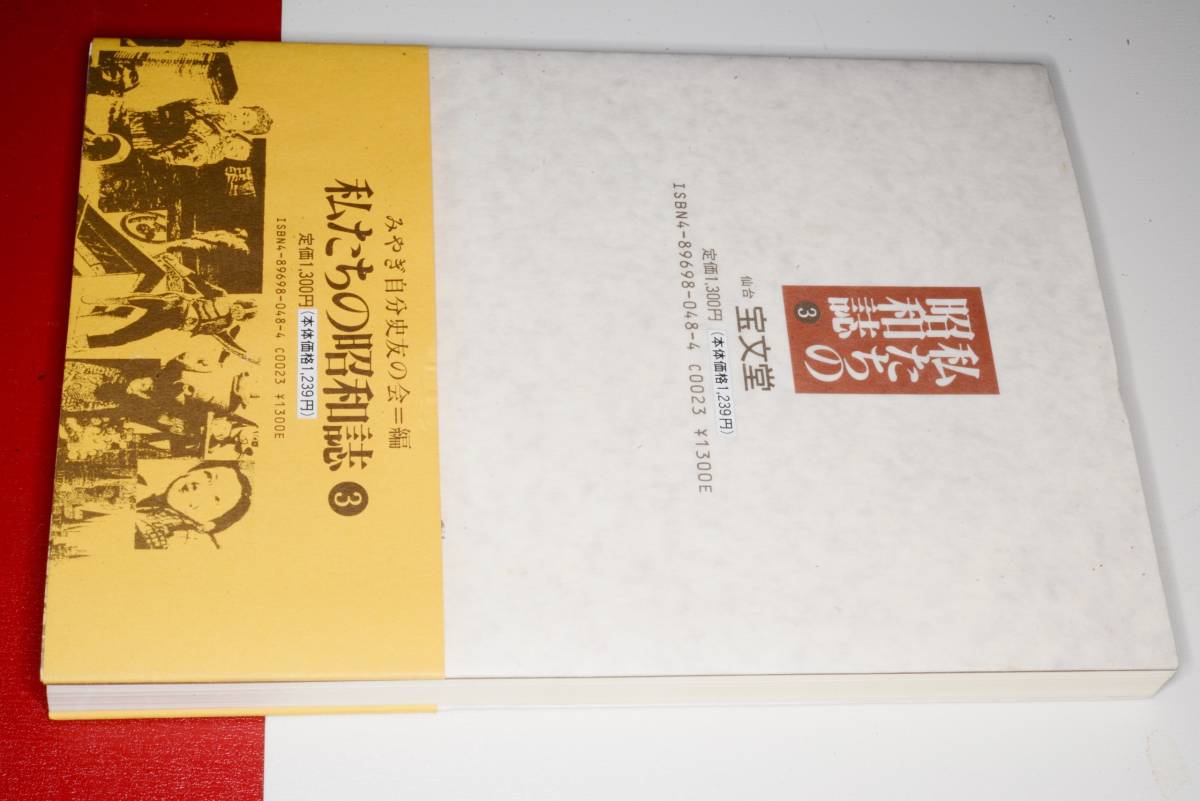 私たちの
昭和誌
3
仙台 宝文堂
定価1,300円(本体価格1,239円)
ISBN4-89698-048-4 C0023 ¥1300E
みやぎ自分史友の会=編
私たちの昭和誌3
定価1,300円(本体価格1,239円)
ISBN4-89698-048-4 C0023 ¥1300E